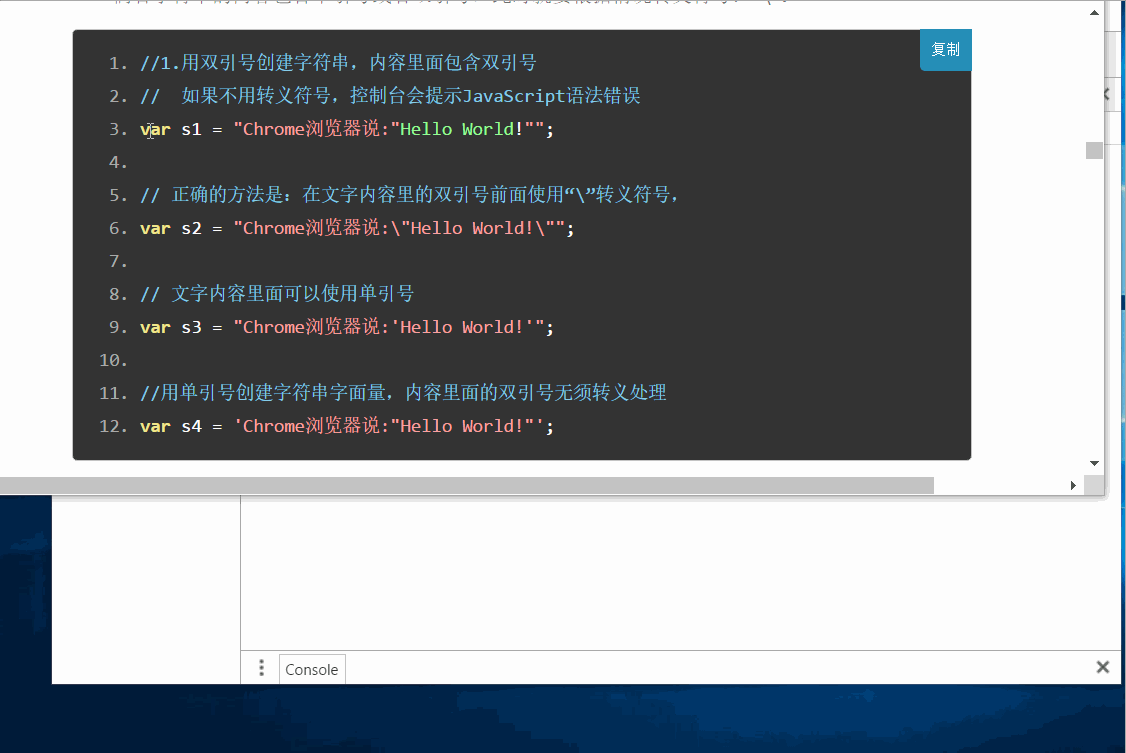 复制
1. //1.用双引号创建字符串，内容里面包含双引号
2. //  如果不用转义符号，控制台会提示JavaScript语法错误
3. var s1 = "Chrome浏览器说:"Hello World!"";
4.
5. // 正确的方法是：在文字内容里的双引号前面使用“\”转义符号，
6. var s2 = "Chrome浏览器说:\"Hello World!\"";
7.
8. // 文字内容里面可以使用单引号
9. var s3 = "Chrome浏览器说:'Hello World!'";
10.
11. //用单引号创建字符串字面量，内容里面的双引号无须转义处理
12. var s4 = 'Chrome浏览器说:"Hello World!"';
Console